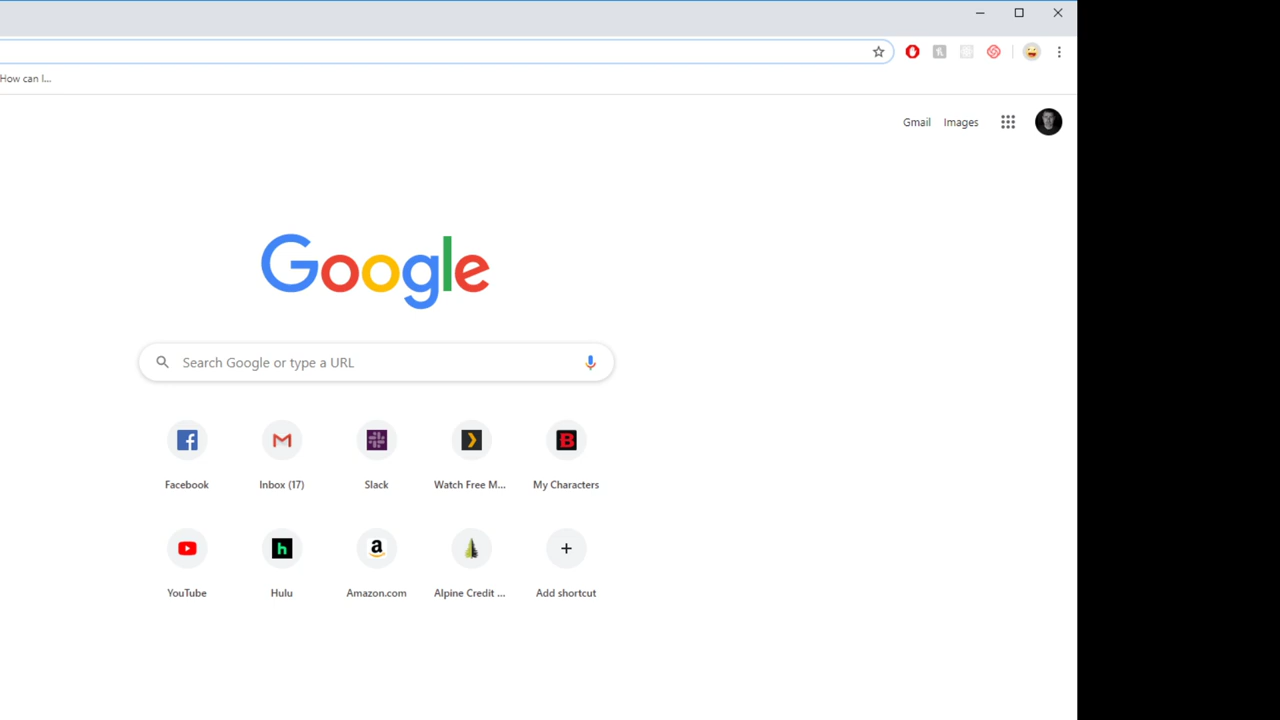 How can I...
Gmail Images
Google
Search Google or type a URL
Facebook Inbox (17) Slack Watch Free M... My Characters
YouTube Hulu Amazon.com Alpine Credit ... Add shortcut